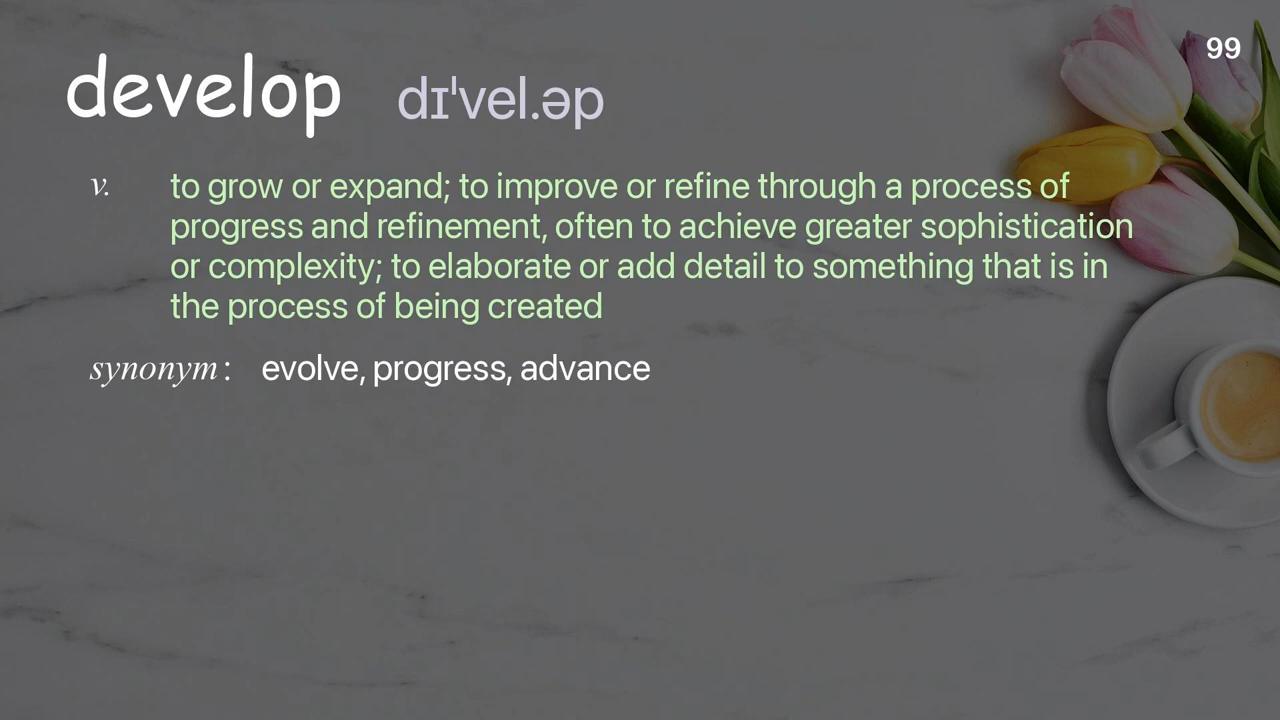 99
develop dɪˈvel.əp
v. to grow or expand; to improve or refine through a process of
progress and refinement, often to achieve greater sophistication
or complexity; to elaborate or add detail to something that is in
the process of being created
synonym: evolve, progress, advance